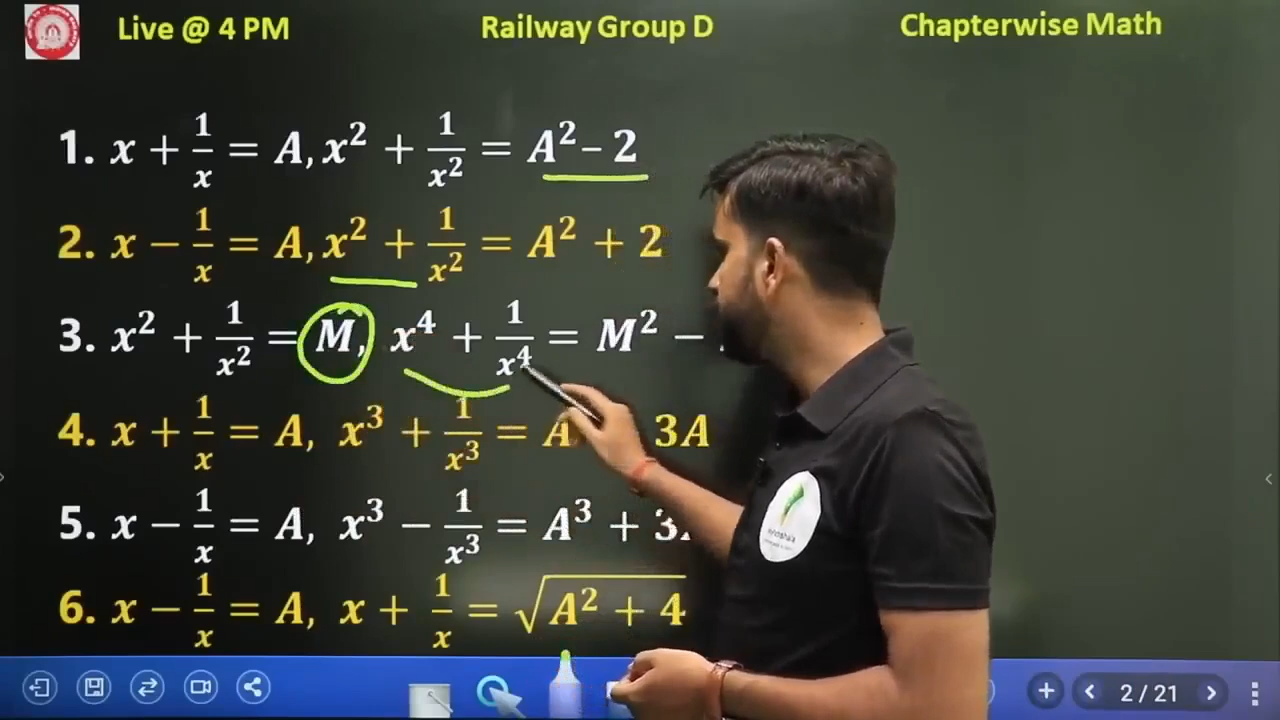 Live @ 4 PM Railway Group D Chapterwise Math
1. x + 1/x = A, x² + 1/x² = A² – 2
2. x − 1/x = A, x² + 1/x² = A² + 2
3. x² + 1/x² = M, x⁴ + 1/x⁴ = M² −
4. x + 1/x = A, x³ + 1/x³ = A 3A
5. x − 1/x = A, x³ − 1/x³ = A³ + 3
6. x − 1/x = A, x + 1/x = √(A² + 4)
2 / 21